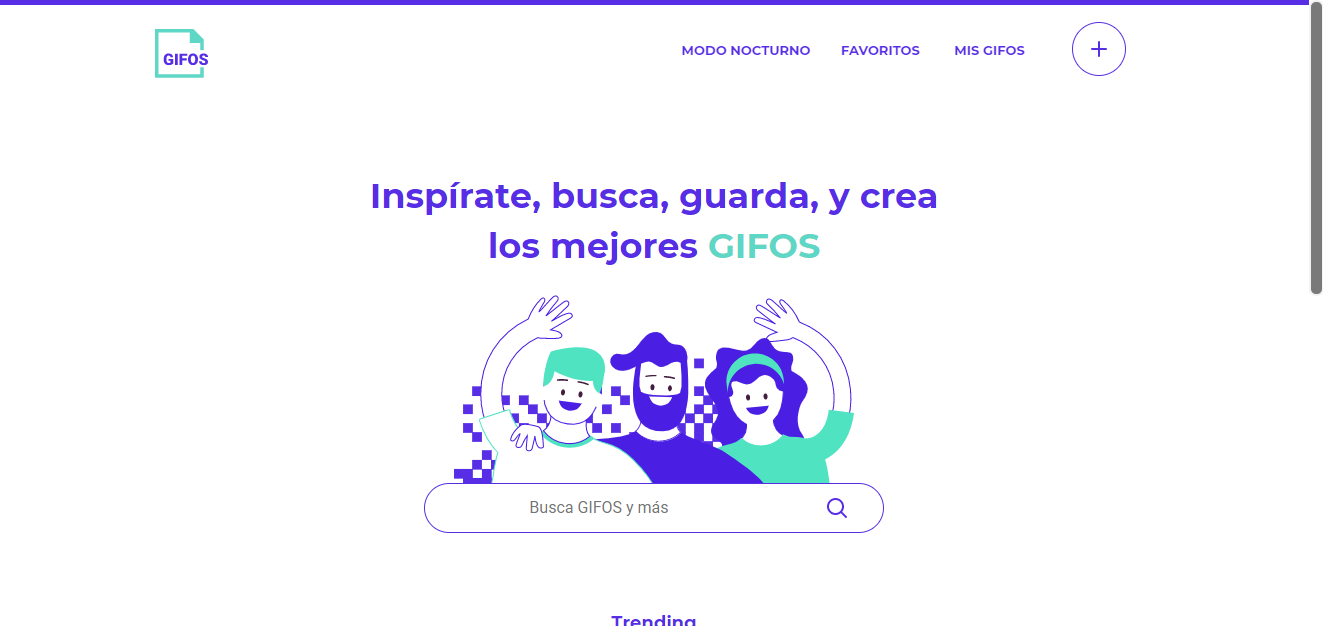 GIFOS
MODO NOCTURNO
FAVORITOS
MIS GIFOS
Inspírate, busca, guarda, y crea
los mejores GIFOS
Busca GIFOS y más
Trending